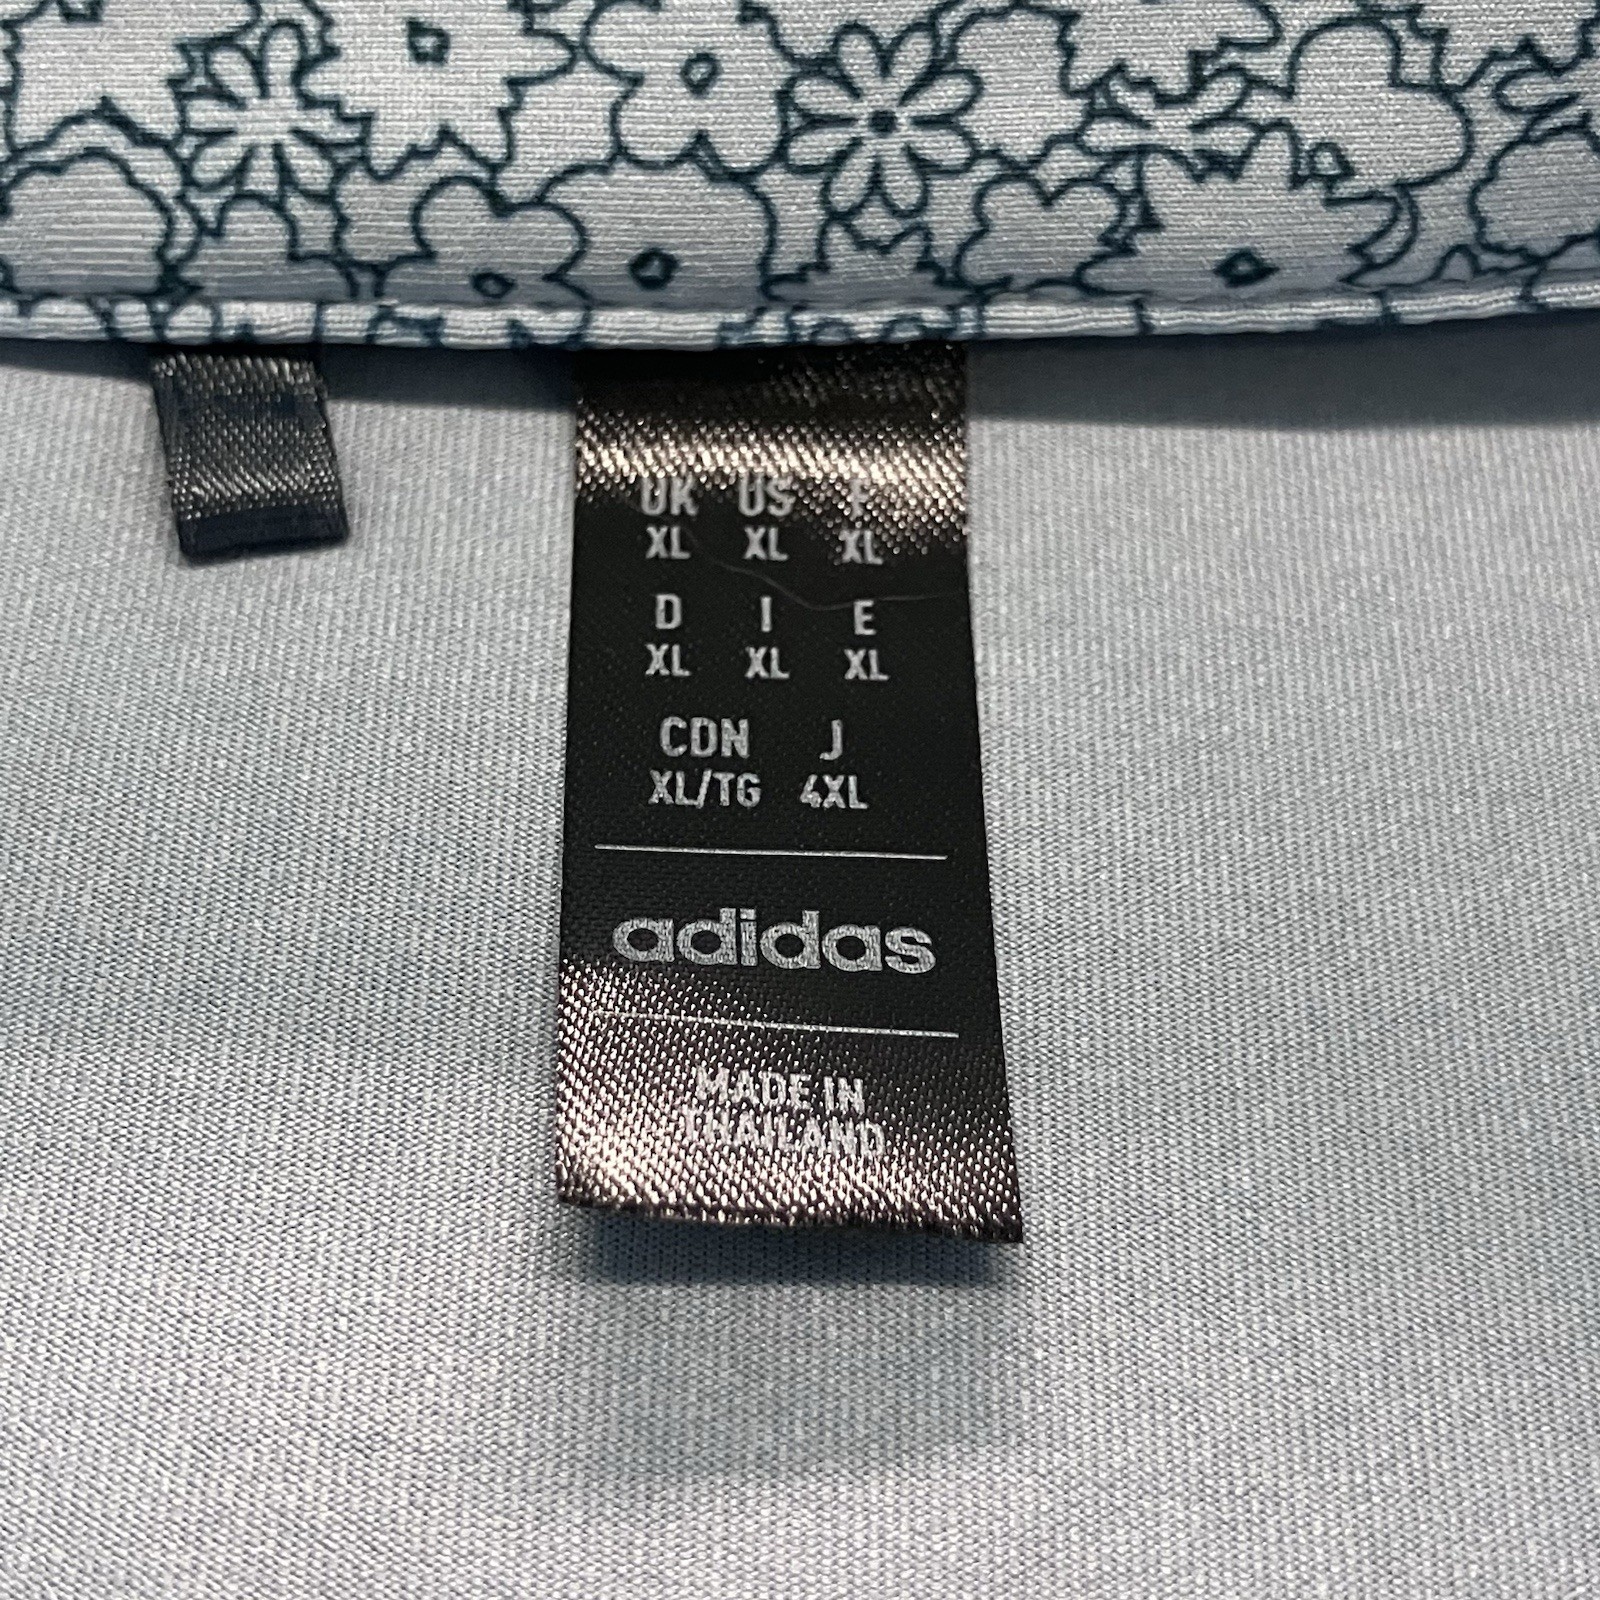 UK US F
XL XL XL
D I E
XL XL XL
CDN J
XL/TG 4XL
adidas
MADE IN
THAILAND